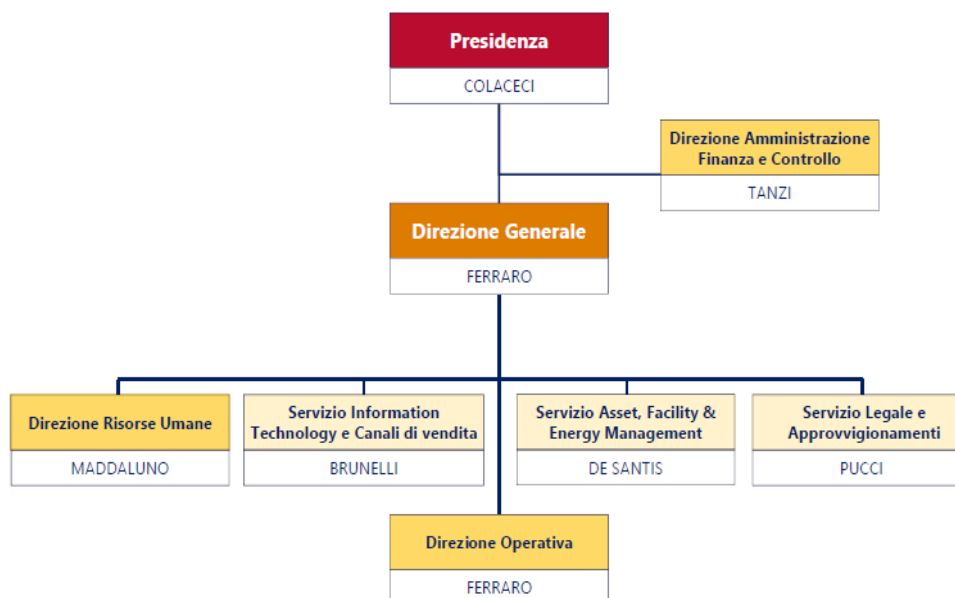 Presidenza
COLACECI
Direzione Amministrazione
Finanza e Controllo
TANZI
Direzione Generale
FERRARO
Direzione Risorse Umane
MADDALUNO
Servizio Information
Technology e Canali di vendita
BRUNELLI
Servizio Asset, Facility &
Energy Management
DE SANTIS
Servizio Legale e
Approvvigionamenti
PUCCI
Direzione Operativa
FERRARO